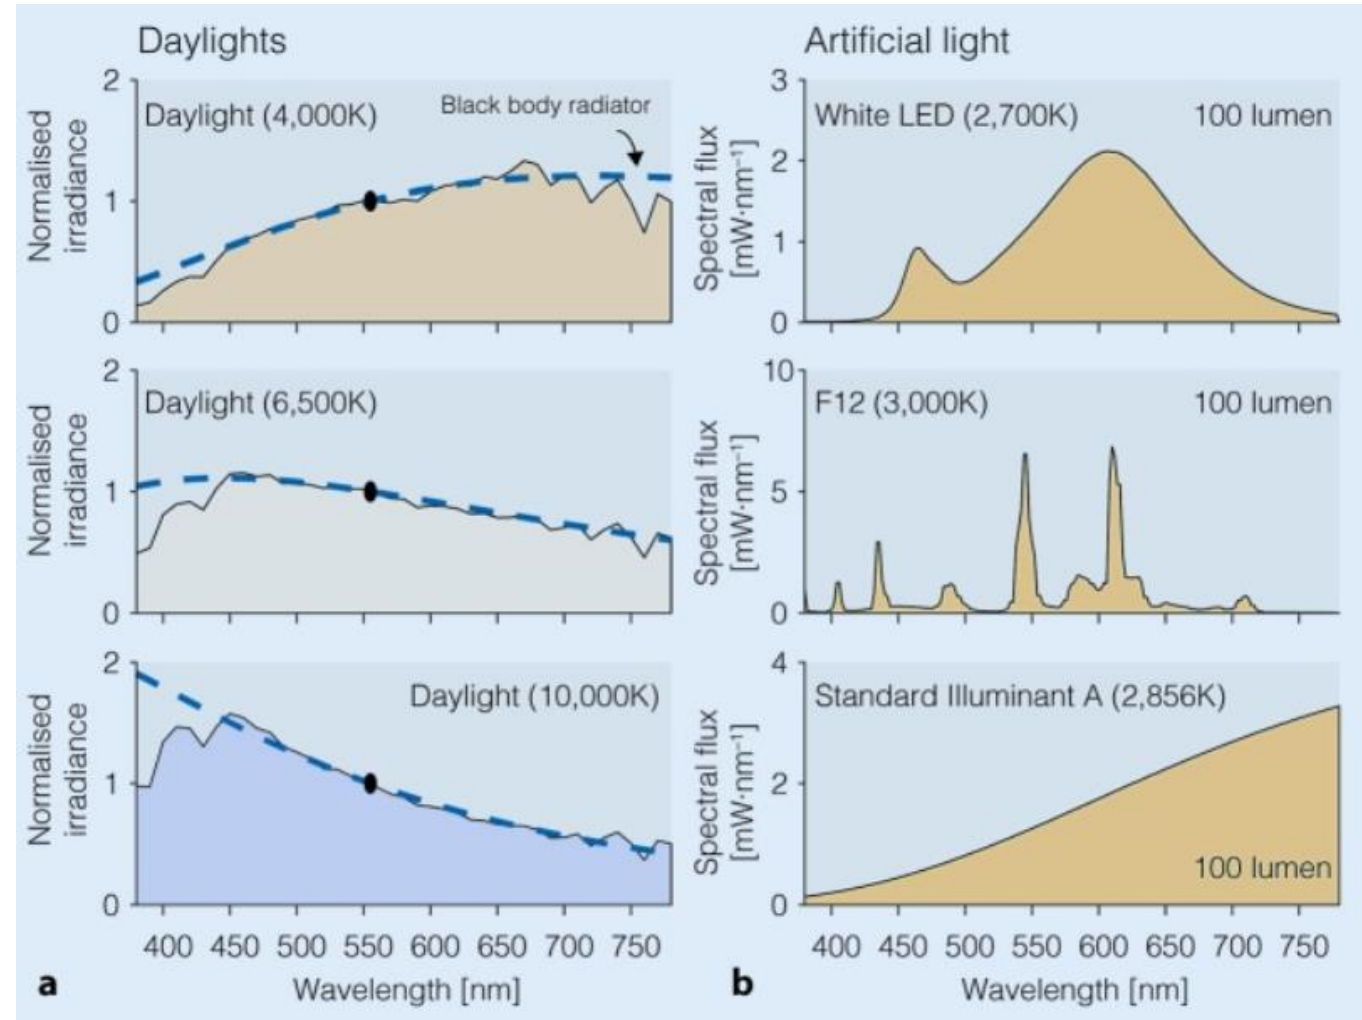 Daylights
Normalised
irradiance
2
1
0
Daylight (4,000K)
Black body radiator
Normalised
irradiance
2
1
0
Daylight (6,500K)
Normalised
irradiance
2
1
0
Daylight (10,000K)
400 450 500 550 600 650 700 750
Wavelength [nm]
a
Artificial light
Spectral flux
[mW·nm⁻¹]
3
2
1
0
White LED (2,700K)
100 lumen
Spectral flux
[mW·nm⁻¹]
10
5
0
F12 (3,000K)
100 lumen
Spectral flux
[mW·nm⁻¹]
4
2
0
Standard Illuminant A (2,856K)
100 lumen
400 450 500 550 600 650 700 750
Wavelength [nm]
b